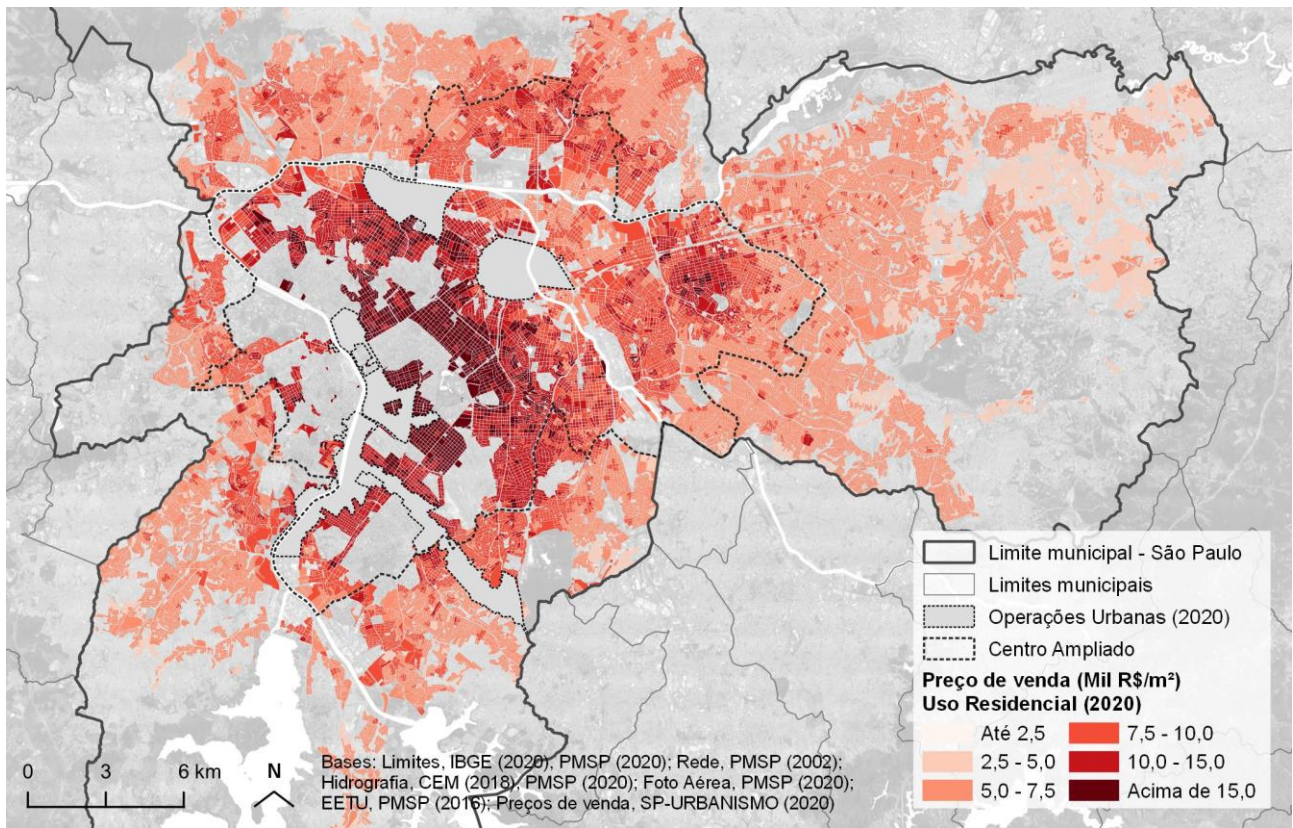 Limite municipal - São Paulo
Limites municipais
Operações Urbanas (2020)
Centro Ampliado
Preço de venda (Mil R$/m²)
Uso Residencial (2020)
Até 2,5
7,5 - 10,0
2,5 - 5,0
10,0 - 15,0
5,0 - 7,5
Acima de 15,0
0 3 6 km
N
Bases: Limites, IBGE (2020), PMSP (2020); Rede, PMSP (2002);
Hidrografia, CEM (2018), PMSP (2020); Foto Aérea, PMSP (2020);
EETU, PMSP (2016); Preços de venda, SP-URBANISMO (2020)